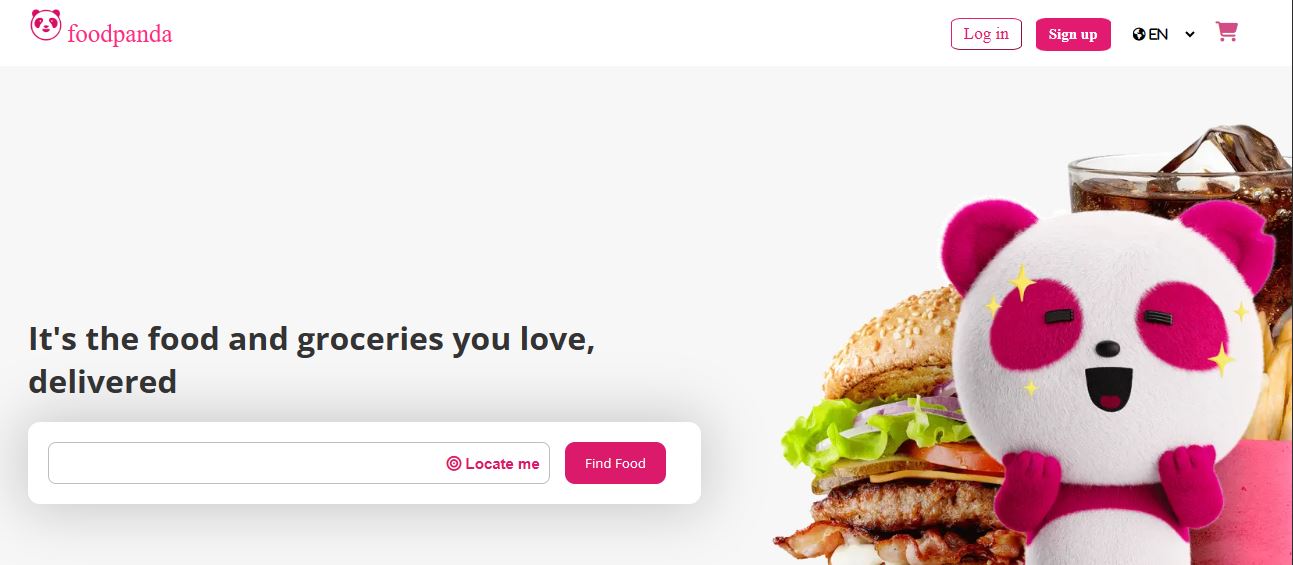 foodpanda
Log in
Sign up
EN
It's the food and groceries you love,
delivered
Locate me
Find Food